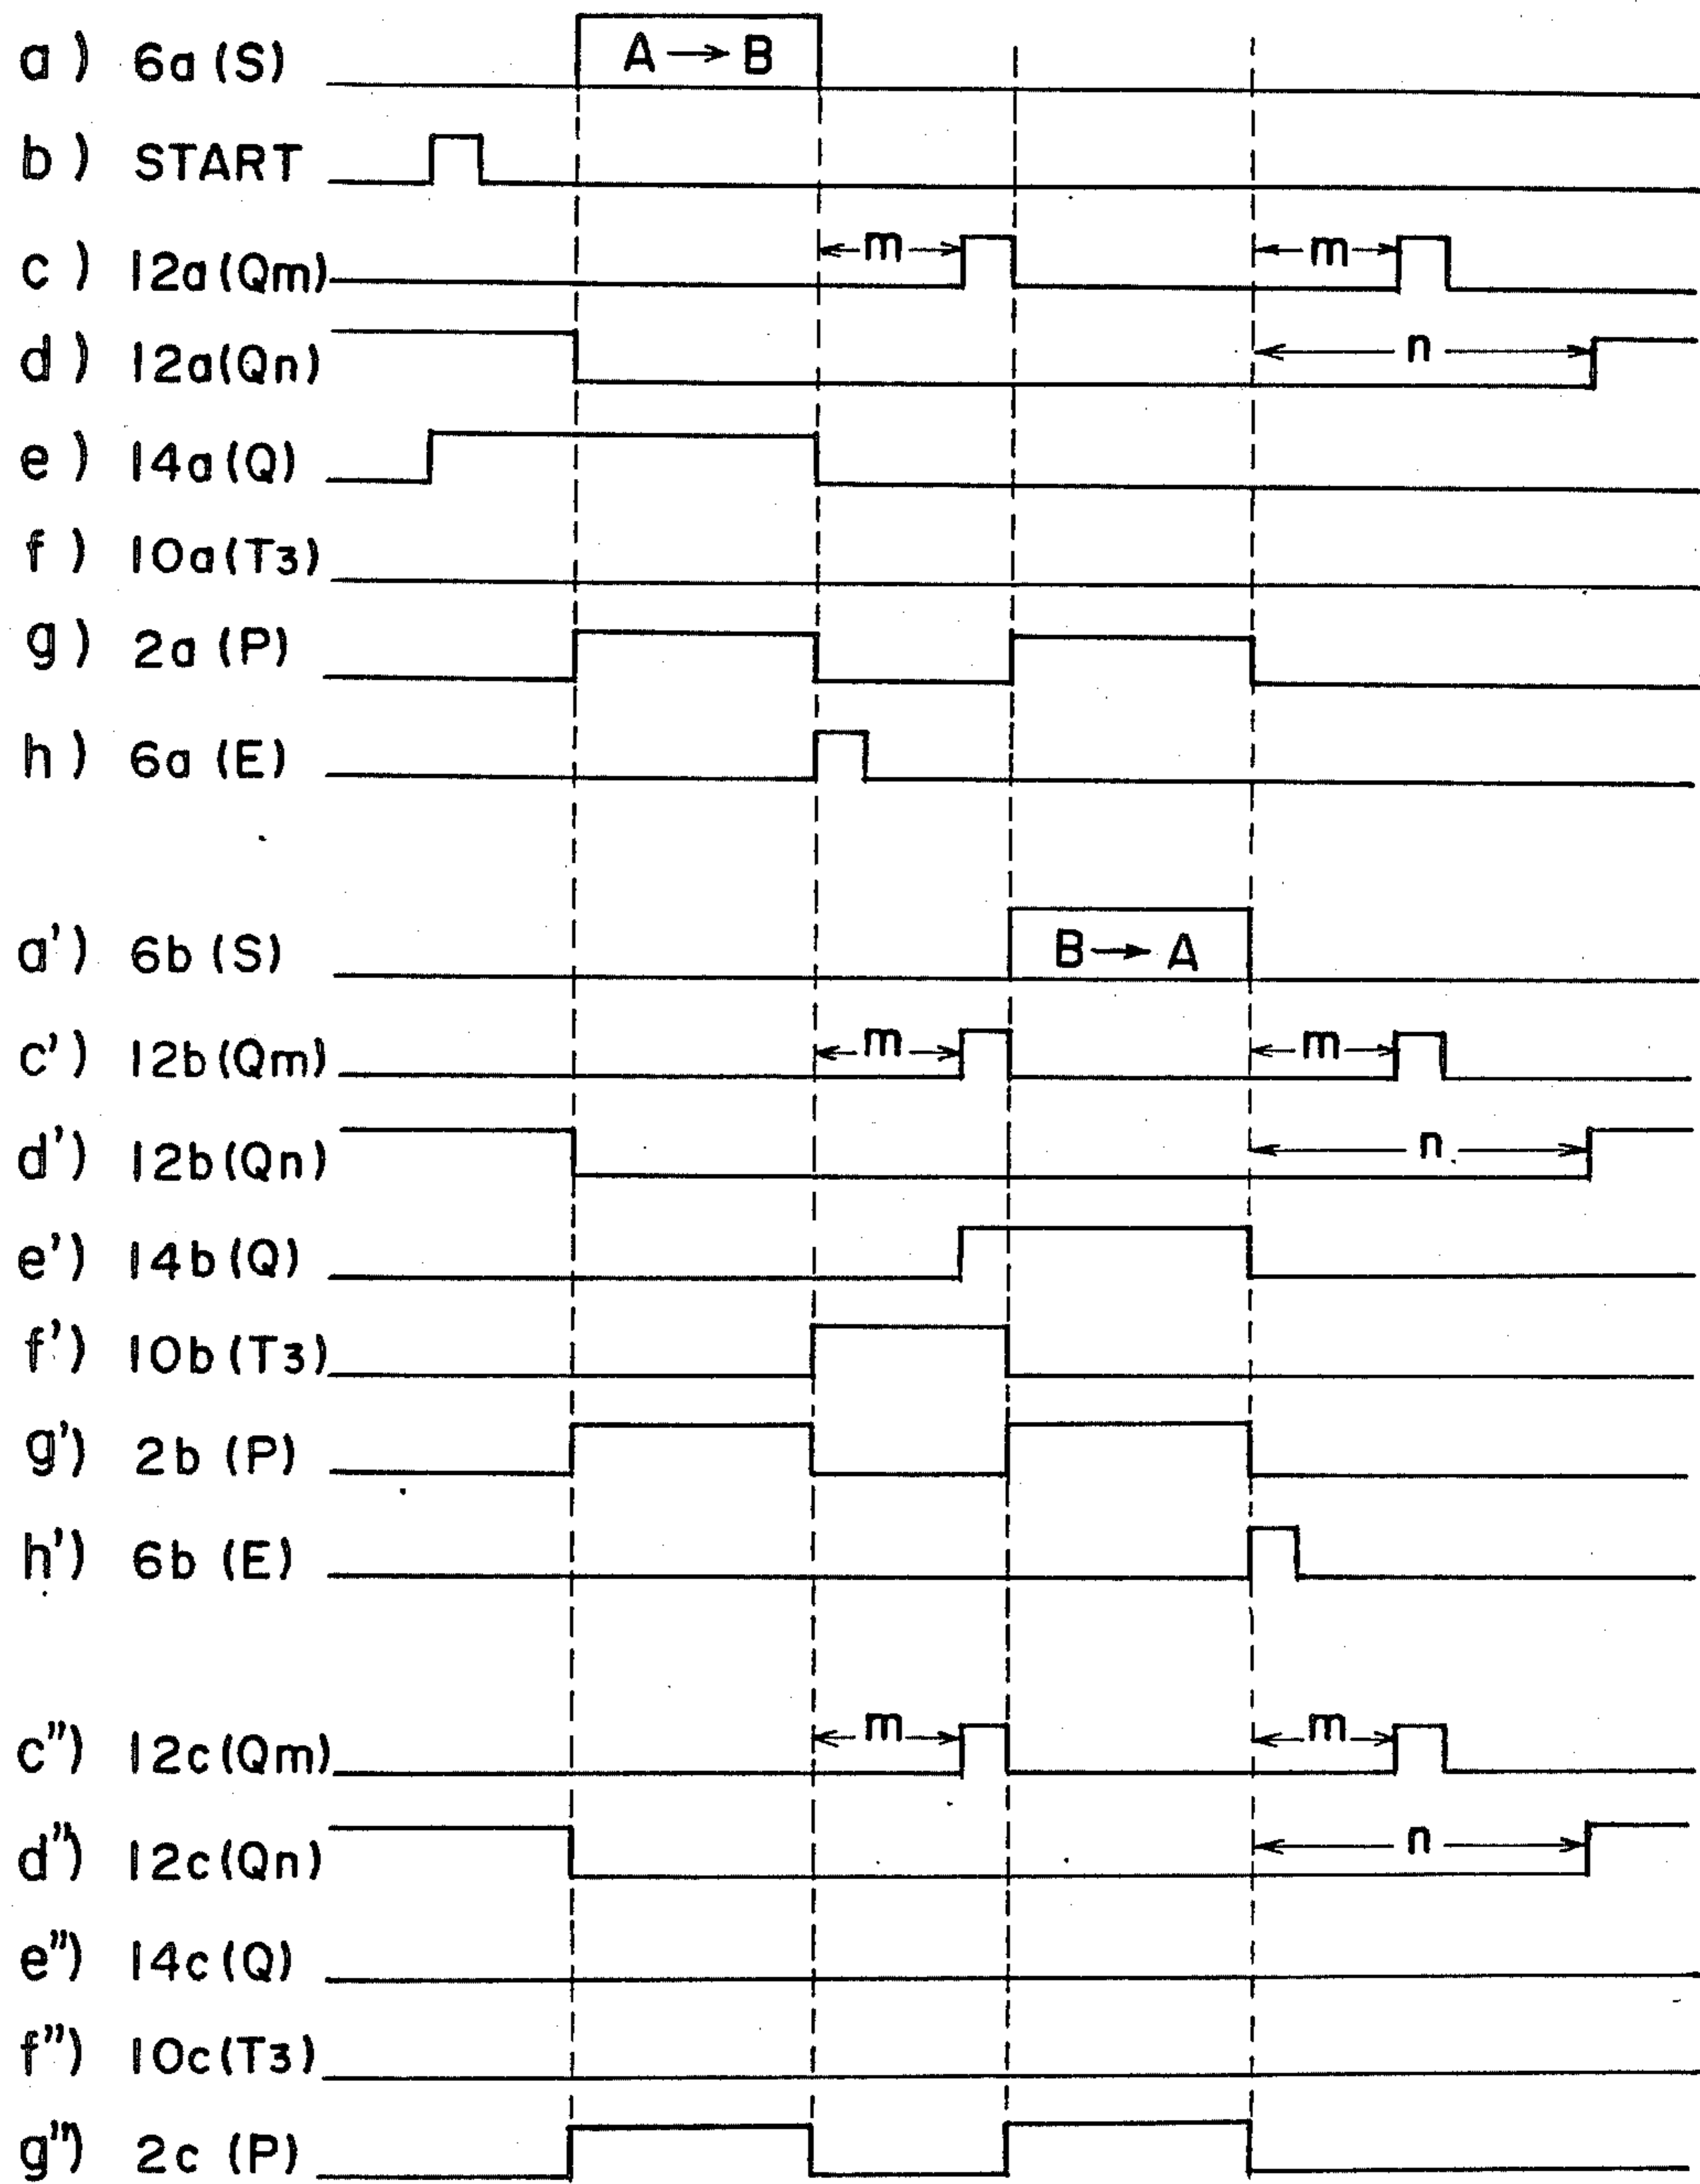 a) 6a (S) A → B
b) START
c) 12a (Qm) m m
d) 12a (Qn) n
e) 14a (Q)
f) 10a (T3)
g) 2a (P)
h) 6a (E)
a') 6b (S) B → A
c') 12b (Qm) m m
d') 12b (Qn) n
e') 14b (Q)
f') 10b (T3)
g') 2b (P)
h') 6b (E)
c") 12c (Qm) m m
d") 12c (Qn) n
e") 14c (Q)
f") 10c (T3)
g") 2c (P)